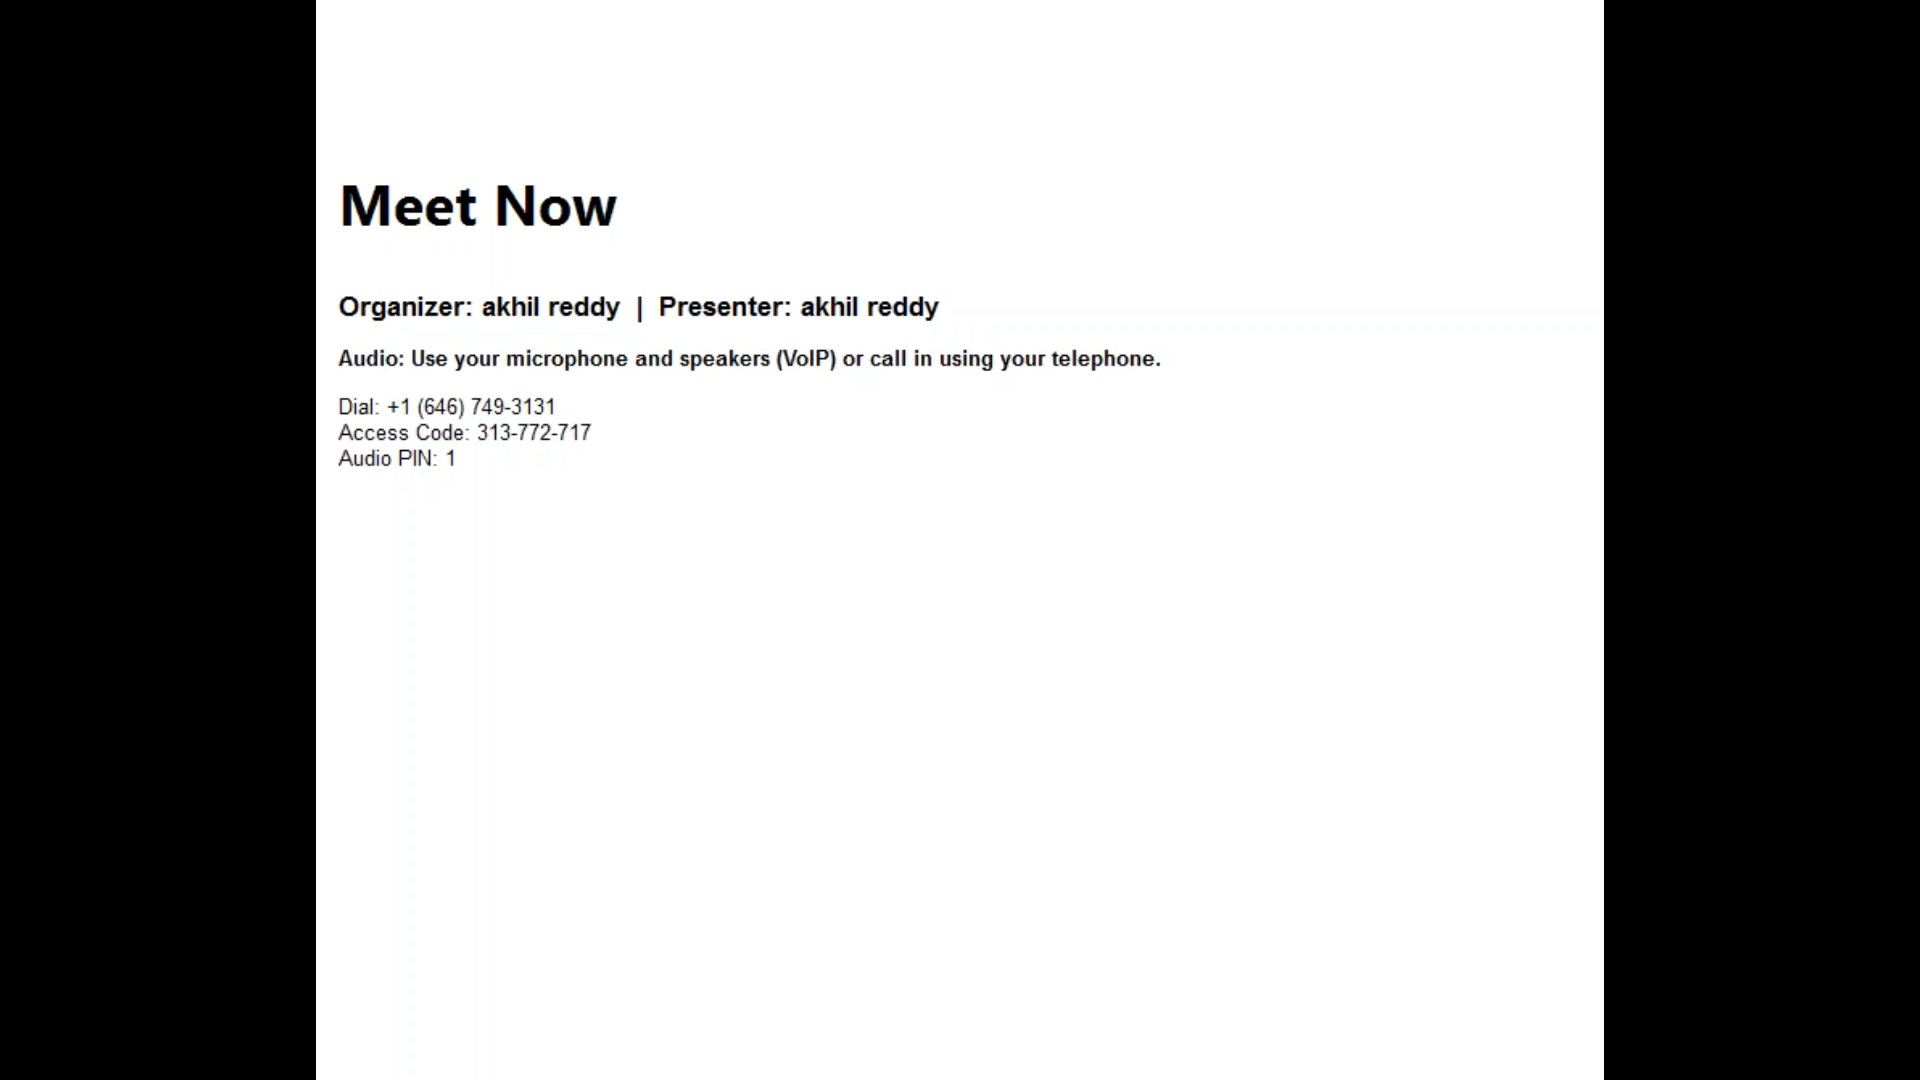 Meet Now
Organizer: akhil reddy | Presenter: akhil reddy
Audio: Use your microphone and speakers (VoIP) or call in using your telephone.
Dial: +1 (646) 749-3131
Access Code: 313-772-717
Audio PIN: 1